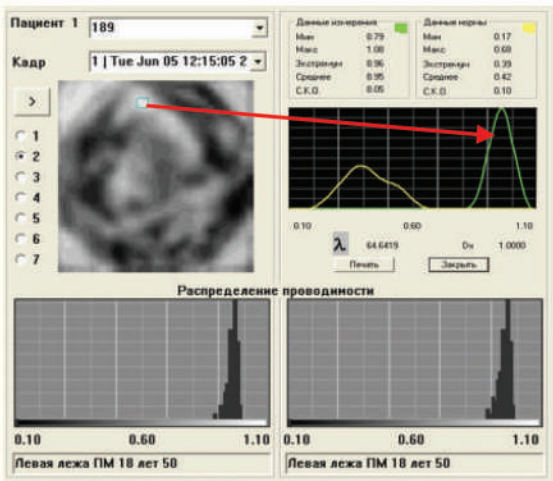 Пациент 1 189
Кадр 1 | Tue Jun 05 12:15:05 2
>
1
2
3
4
5
6
7
Данные измерения
Мин 0.79
Макс 1.08
Экстремум 0.96
Среднее 0.95
С.К.О. 0.05
Данные нормы
Мин 0.17
Макс 0.68
Экстремум 0.39
Среднее 0.42
С.К.О. 0.10
0.10 0.60 1.10
λ 64.6419 Dx 1.0000
Печать Закрыть
Распределение проводимости
0.10 0.60 1.10
Левая лежа ПМ 18 лет 50
0.10 0.60 1.10
Левая лежа ПМ 18 лет 50